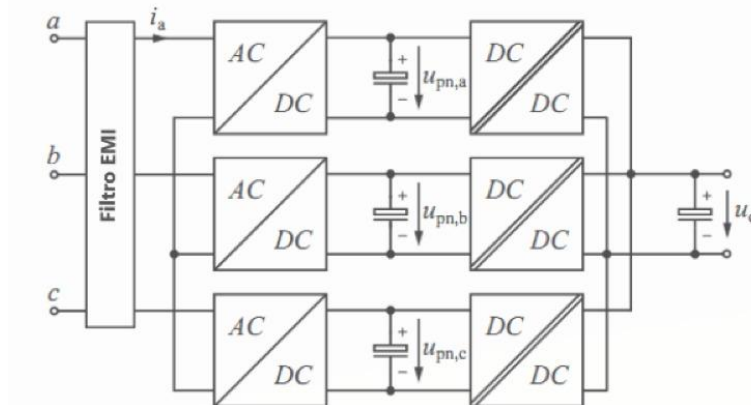 a
i_a
AC
DC
+
−
u_pn,a
DC
DC
b
Filtro EMI
AC
DC
+
−
u_pn,b
DC
DC
+
−
c
AC
DC
+
−
u_pn,c
DC
DC